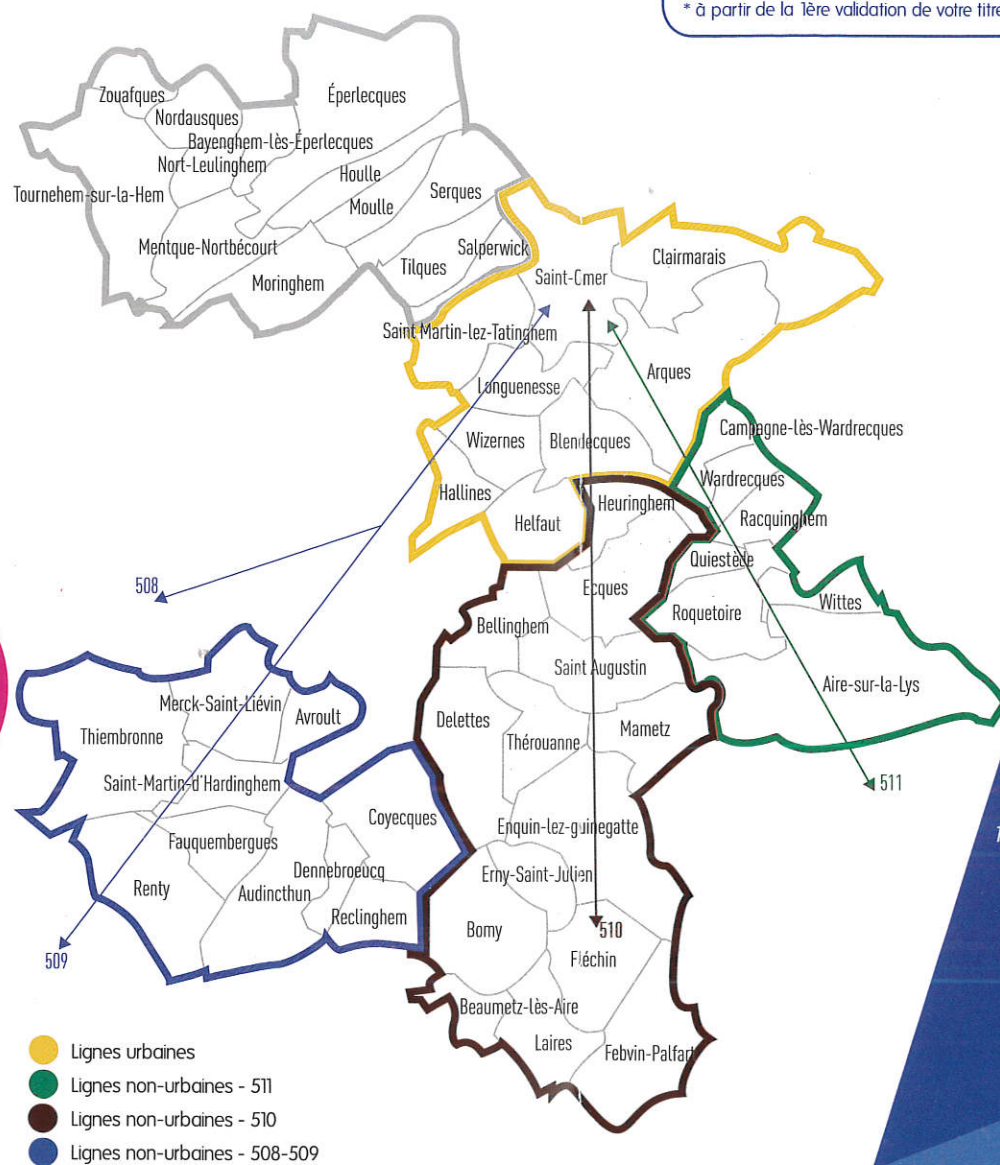 * à partir de la 1ère validation de votre titre
Zouafques
Éperlecques
Nordausques
Bayenghem-lès-Éperlecques
Nort-Leulinghem
Houlle
Tournehem-sur-la-Hem
Serques
Moulle
Mentque-Nortbécourt
Salperwick
Clairmarais
Tilques
Moringhem
Saint-Omer
Saint Martin-lez-Tatinghem
Arques
Longuenesse
Campagne-lès-Wardrecques
Wizernes
Blendecques
Wardrecques
Hallines
Heuringhem
Racquinghem
Helfaut
Quiestède
508
Ecques
Wittes
Roquetoire
Bellinghem
Saint Augustin
Aire-sur-la-Lys
Merck-Saint-Liévin
Avroult
Delettes
Mametz
Thiembronne
Thérouanne
Saint-Martin-d'Hardinghem
511
Coyecques
Enquin-lez-guinegatte
Fauquembergues
Dennebroeucq
Erny-Saint-Julien
Renty
Audincthun
Reclinghem
Bomy
510
509
Fléchin
Beaumetz-lès-Aire
Laires
Febvin-Palfart
Lignes urbaines
Lignes non-urbaines - 511
Lignes non-urbaines - 510
Lignes non-urbaines - 508-509